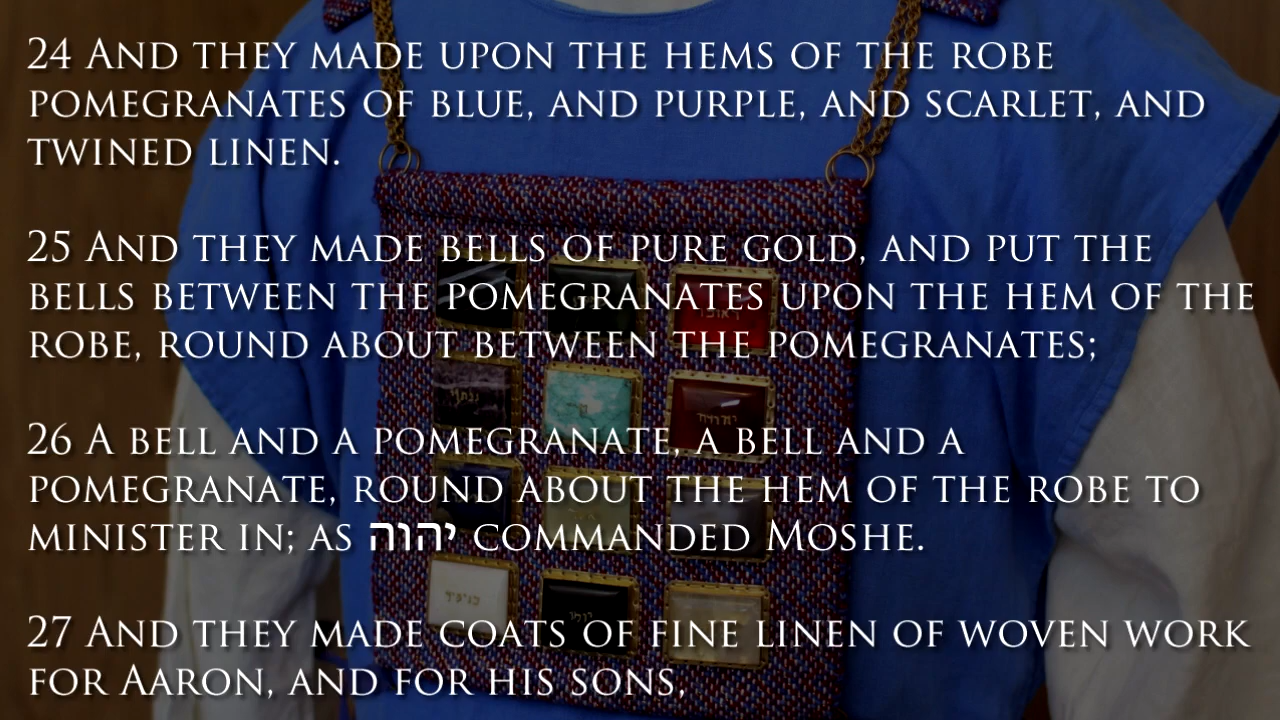 24 And they made upon the hems of the robe
pomegranates of blue, and purple, and scarlet, and
twined linen.
25 And they made bells of pure gold, and put the
bells between the pomegranates upon the hem of the
robe, round about between the pomegranates;
26 A bell and a pomegranate, a bell and a
pomegranate, round about the hem of the robe to
minister in; as יהוה commanded Moshe.
27 And they made coats of fine linen of woven work
for Aaron, and for his sons,